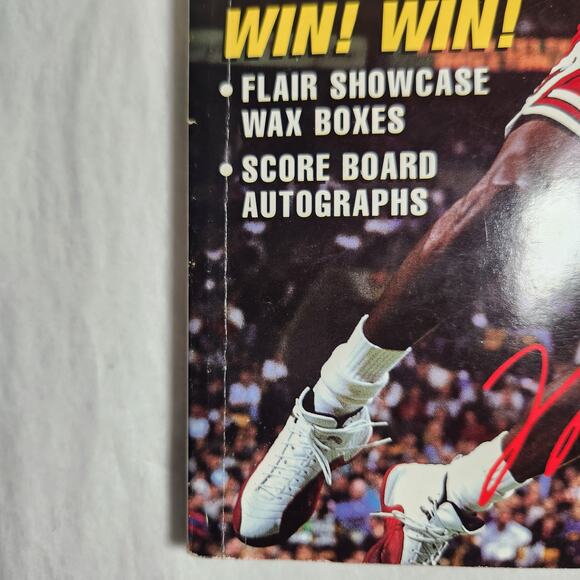 WIN! WIN!
• FLAIR SHOWCASE
WAX BOXES
• SCORE BOARD
AUTOGRAPHS